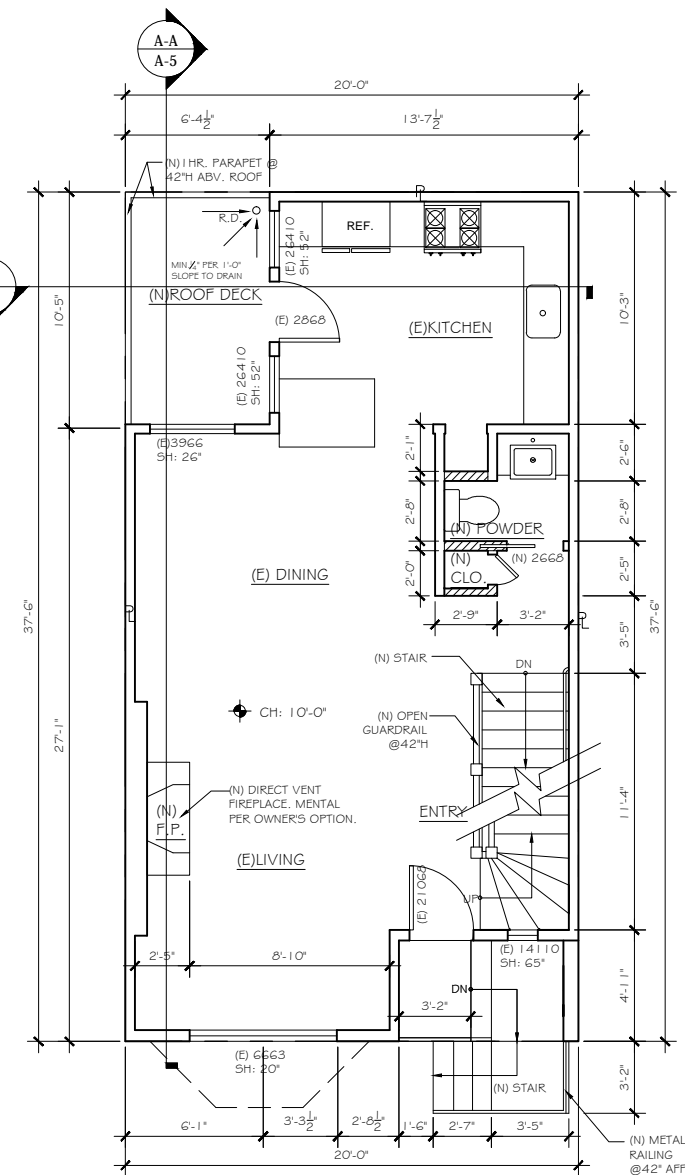 A-A
A-5
20'-0"
6'-4½"
13'-7½"
(N)1HR. PARAPET @
42"H ABV. ROOF
R.D.
(E) 26410
SH: 52"
REF.
MIN ¼" PER 1'-0"
SLOPE TO DRAIN
(N)ROOF DECK
(E) 2868
(E)KITCHEN
10'-5"
10'-3"
(E) 26410
SH: 52"
(E)3966
SH: 26"
2'-1"
2'-6"
2'-8"
2'-8"
(N) POWDER
(N) 2668
(N)
CLO.
2'-0"
2'-5"
(E) DINING
2'-9"
3'-2"
3'-5"
37'-6"
37'-6"
PL
PL
PL
(N) STAIR
DN
CH: 10'-0"
(N) OPEN
GUARDRAIL
@42"H
27'-1"
(N) DIRECT VENT
FIREPLACE. MENTAL
PER OWNER'S OPTION.
(N)
F.P.
ENTRY
11'-4"
(E)LIVING
(E) 21068
UP
(E) 14110
SH: 65"
2'-5"
8'-10"
DN
3'-2"
4'-11"
(E) 6663
SH: 20"
(N) STAIR
3'-2"
6'-1"
3'-3½"
2'-8½"
1'-6"
2'-7"
3'-5"
20'-0"
(N) METAL
RAILING
@42" AFF